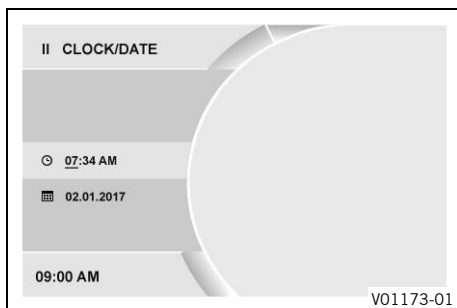 II CLOCK/DATE
07:34 AM
02.01.2017
09:00 AM
V01173-01